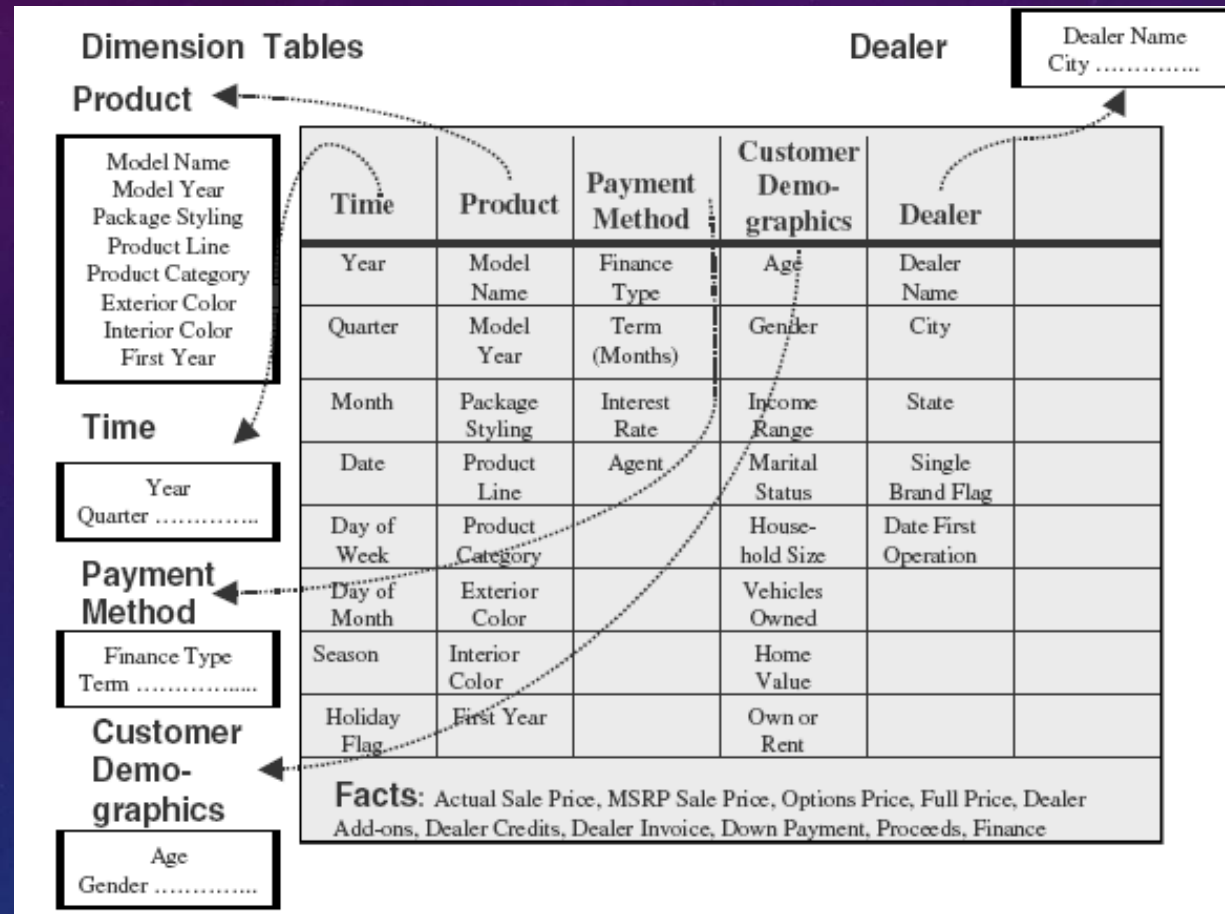 Dimension Tables
Dealer
Dealer Name
City …………..
Product
Model Name
Model Year
Package Styling
Product Line
Product Category
Exterior Color
Interior Color
First Year
Time
Year
Quarter …………..
Payment
Method
Finance Type
Term ………….....
Customer
Demo-
graphics
Age
Gender …………..
Time
Product
Payment
Method
Customer
Demo-
graphics
Dealer
Year
Model
Name
Finance
Type
Age
Dealer
Name
Quarter
Model
Year
Term
(Months)
Gender
City
Month
Package
Styling
Interest
Rate
Income
Range
State
Date
Product
Line
Agent
Marital
Status
Single
Brand Flag
Day of
Week
Product
Category
House-
hold Size
Date First
Operation
Day of
Month
Exterior
Color
Vehicles
Owned
Season
Interior
Color
Home
Value
Holiday
Flag
First Year
Own or
Rent
Facts: Actual Sale Price, MSRP Sale Price, Options Price, Full Price, Dealer
Add-ons, Dealer Credits, Dealer Invoice, Down Payment, Proceeds, Finance